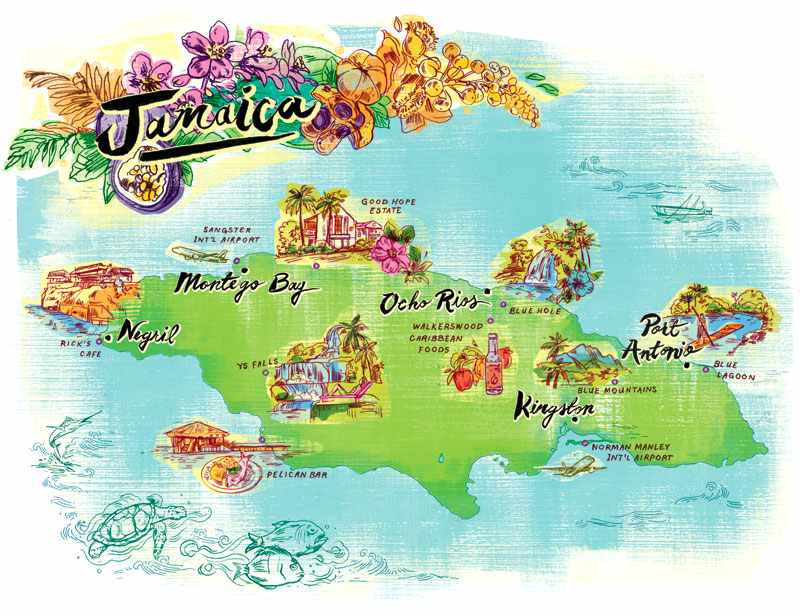 Jamaica
GOOD HOPE
ESTATE
SANGSTER
INT'L AIRPORT
Montego Bay
Ocho Rios
BLUE HOLE
Negril
RICK'S
CAFE
WALKERSWOOD
CARIBBEAN
FOODS
Port
Antonio
BLUE
LAGOON
YS FALLS
BLUE MOUNTAINS
Kingston
NORMAN MANLEY
INT'L AIRPORT
PELICAN BAR